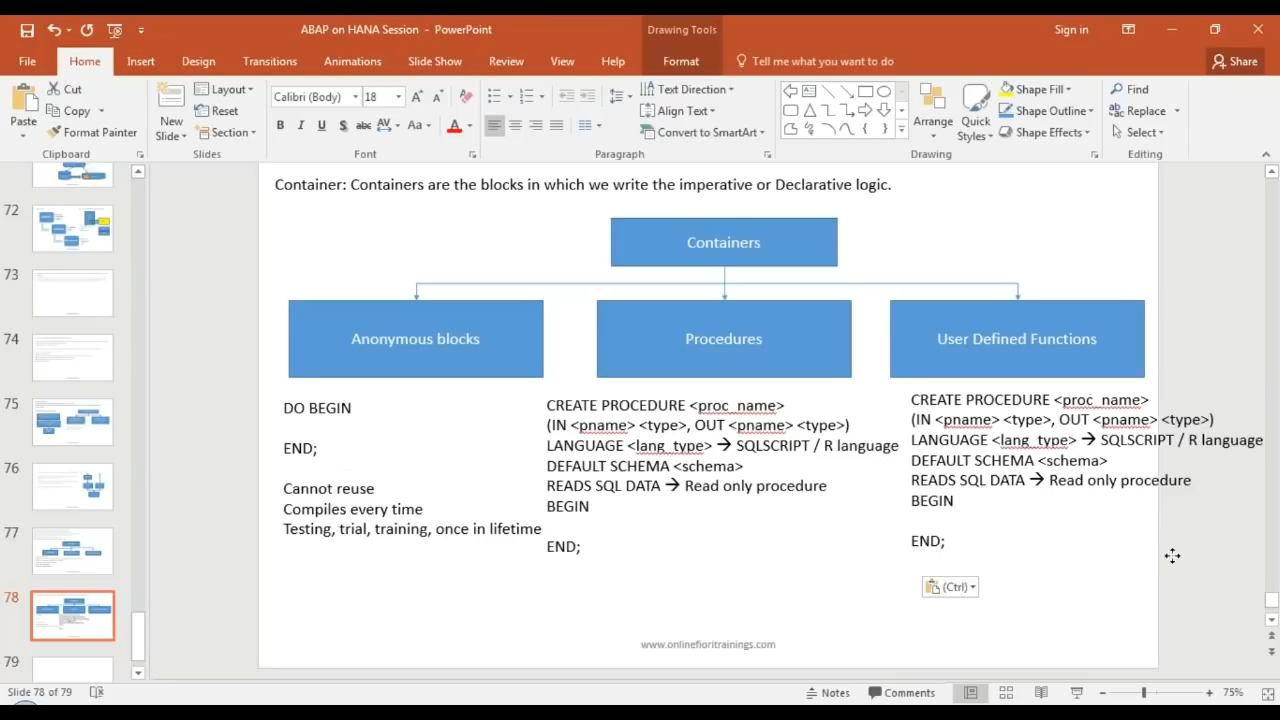 ABAP on HANA Session - PowerPoint
Drawing Tools
Sign in
File
Home
Insert
Design
Transitions
Animations
Slide Show
Review
View
Help
Format
Tell me what you want to do
Share
Paste
Cut
Copy
Format Painter
Clipboard
New
Slide
Layout
Reset
Section
Slides
Calibri (Body)
18
Font
Text Direction
Align Text
Convert to SmartArt
Paragraph
Arrange
Quick
Styles
Shape Fill
Shape Outline
Shape Effects
Drawing
Find
Replace
Select
Editing
72
73
74
75
76
77
78
79
Container: Containers are the blocks in which we write the imperative or Declarative logic.
Containers
Anonymous blocks
Procedures
User Defined Functions
DO BEGIN
END;
Cannot reuse
Compiles every time
Testing, trial, training, once in lifetime
CREATE PROCEDURE <proc_name>
(IN <pname> <type>, OUT <pname> <type>)
LANGUAGE <lang_type> → SQLSCRIPT / R language
DEFAULT SCHEMA <schema>
READS SQL DATA → Read only procedure
BEGIN
END;
CREATE PROCEDURE <proc_name>
(IN <pname> <type>, OUT <pname> <type>)
LANGUAGE <lang_type> → SQLSCRIPT / R language
DEFAULT SCHEMA <schema>
READS SQL DATA → Read only procedure
BEGIN
END;
(Ctrl)
www.onlinefioritrainings.com
Slide 78 of 79
Notes
Comments
75%